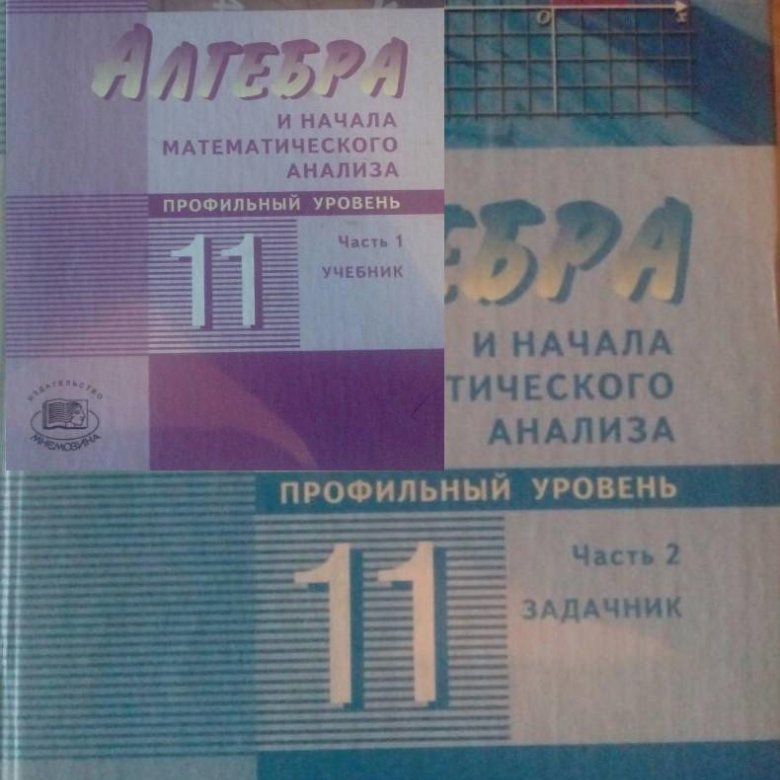 АЛГЕБРА
И НАЧАЛА
МАТЕМАТИЧЕСКОГО
АНАЛИЗА
ПРОФИЛЬНЫЙ УРОВЕНЬ
11
Часть 1
УЧЕБНИК
ИЗДАТЕЛЬСТВО
МНЕМОЗИНА
0
x
ЕБРА
И НАЧАЛА
ТИЧЕСКОГО
АНАЛИЗА
ПРОФИЛЬНЫЙ УРОВЕНЬ
11
Часть 2
ЗАДАЧНИК